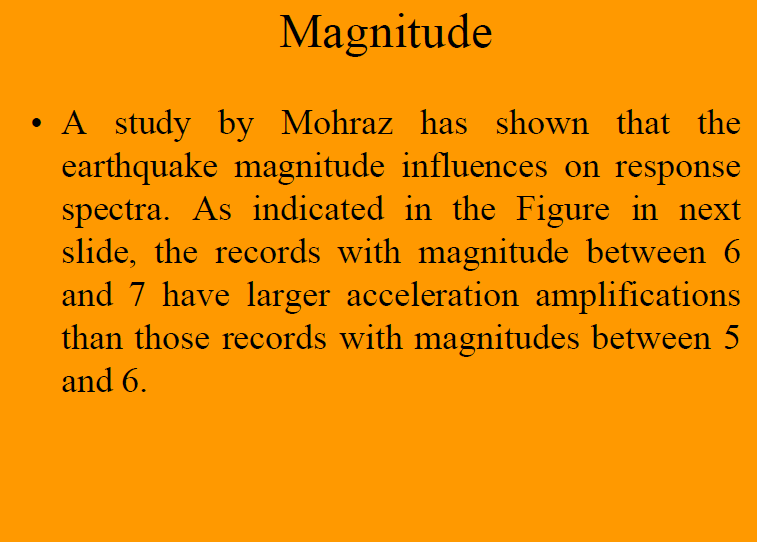 Magnitude
• A study by Mohraz has shown that the
earthquake magnitude influences on response
spectra. As indicated in the Figure in next
slide, the records with magnitude between 6
and 7 have larger acceleration amplifications
than those records with magnitudes between 5
and 6.